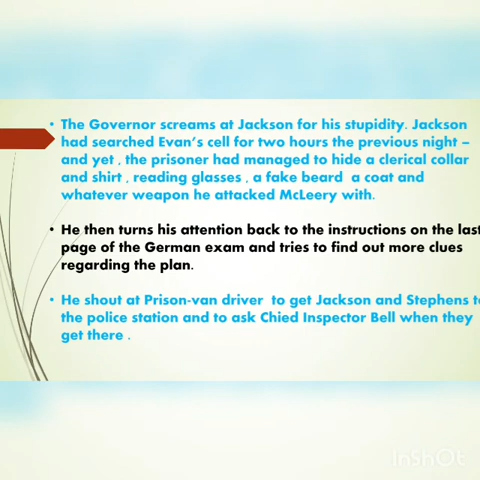 • The Governor screams at Jackson for his stupidity. Jackson
had searched Evan's cell for two hours the previous night –
and yet , the prisoner had managed to hide a clerical collar
and shirt , reading glasses , a fake beard a coat and
whatever weapon he attacked McLeery with.
• He then turns his attention back to the instructions on the last
page of the German exam and tries to find out more clues
regarding the plan.
• He shout at Prison-van driver to get Jackson and Stephens to
the police station and to ask Chied Inspector Bell when they
get there .
InShOt